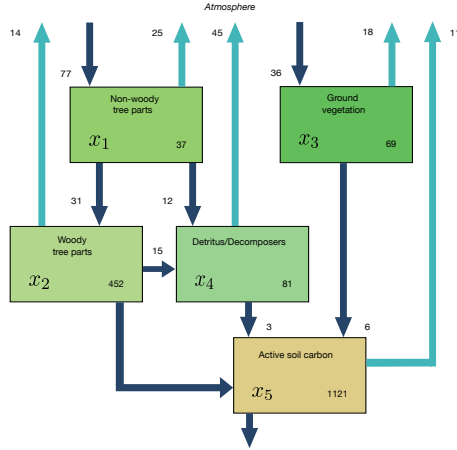 Atmosphere
14
25
45
18
11
77
36
Non-woody
tree parts
x1
37
Ground
vegetation
x3
69
31
12
Woody
tree parts
x2
452
15
Detritus/Decomposers
x4
81
3
6
Active soil carbon
x5
1121